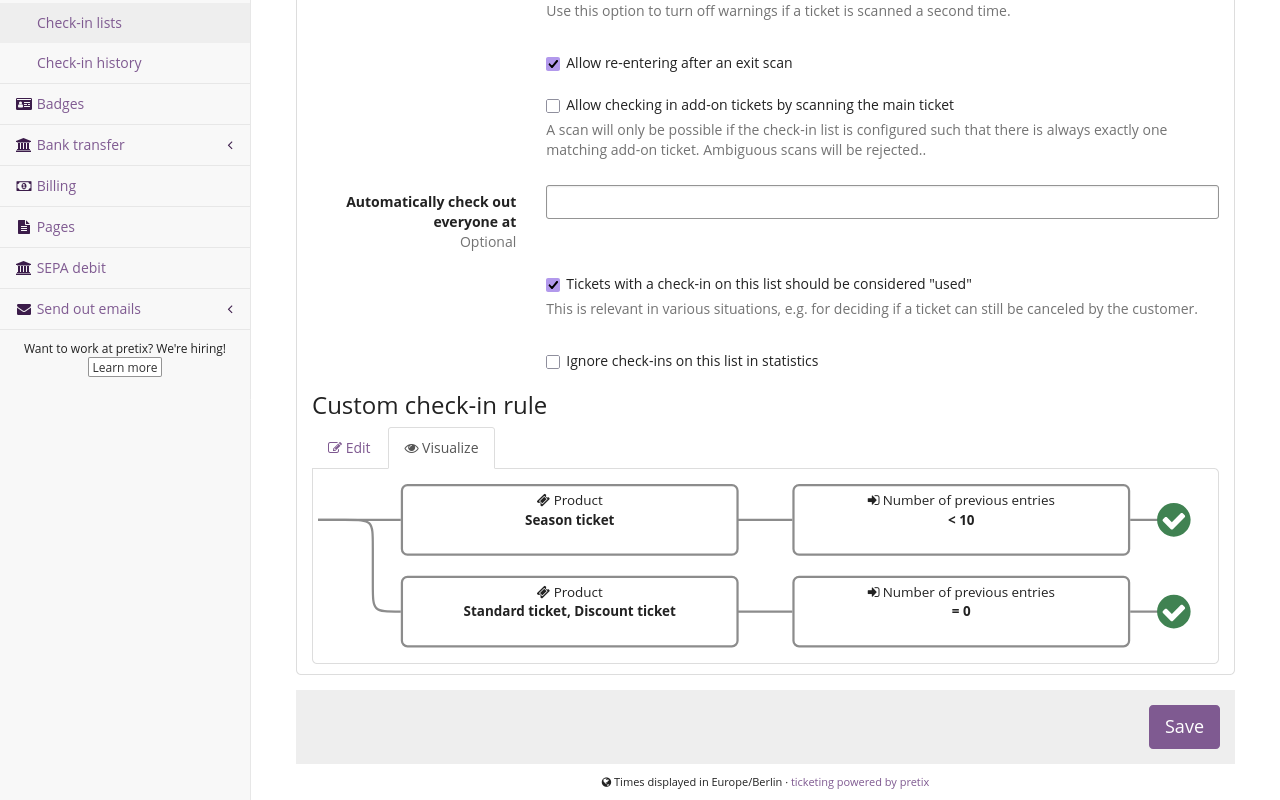 Check-in lists
Check-in history
Badges
Bank transfer
Billing
Pages
SEPA debit
Send out emails
Want to work at pretix? We're hiring!
Learn more
Use this option to turn off warnings if a ticket is scanned a second time.
Allow re-entering after an exit scan
Allow checking in add-on tickets by scanning the main ticket
A scan will only be possible if the check-in list is configured such that there is always exactly one
matching add-on ticket. Ambiguous scans will be rejected..
Automatically check out
everyone at
Optional
Tickets with a check-in on this list should be considered "used"
This is relevant in various situations, e.g. for deciding if a ticket can still be canceled by the customer.
Ignore check-ins on this list in statistics
Custom check-in rule
Edit
Visualize
Product
Season ticket
Number of previous entries
< 10
Product
Standard ticket, Discount ticket
Number of previous entries
= 0
Save
Times displayed in Europe/Berlin · ticketing powered by pretix